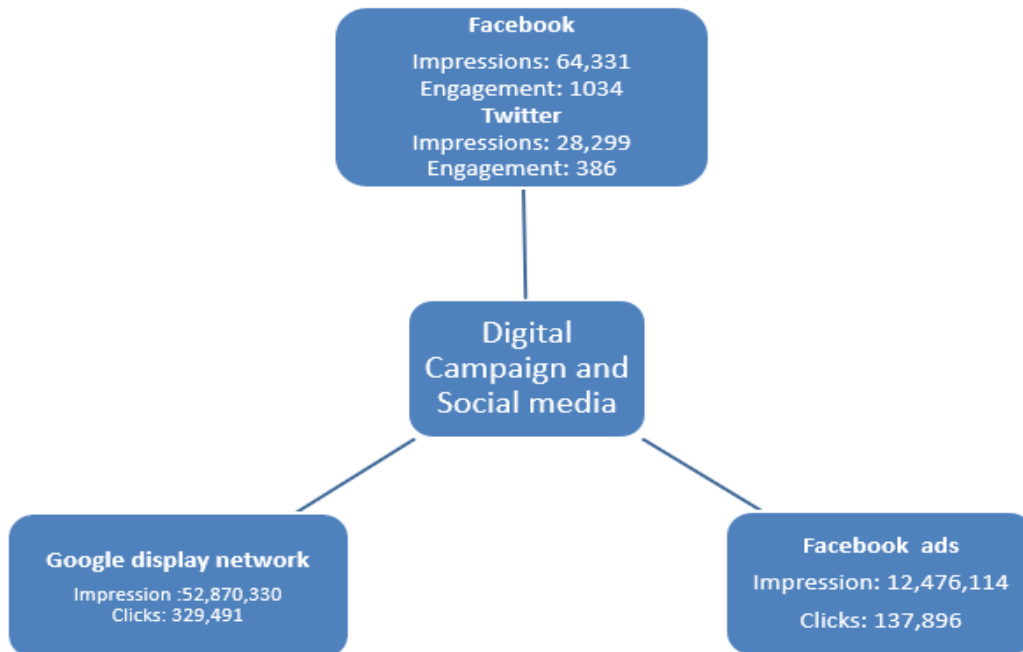 Facebook
Impressions: 64,331
Engagement: 1034
Twitter
Impressions: 28,299
Engagement: 386
Digital
Campaign and
Social media
Google display network
Impression :52,870,330
Clicks: 329,491
Facebook ads
Impression: 12,476,114
Clicks: 137,896